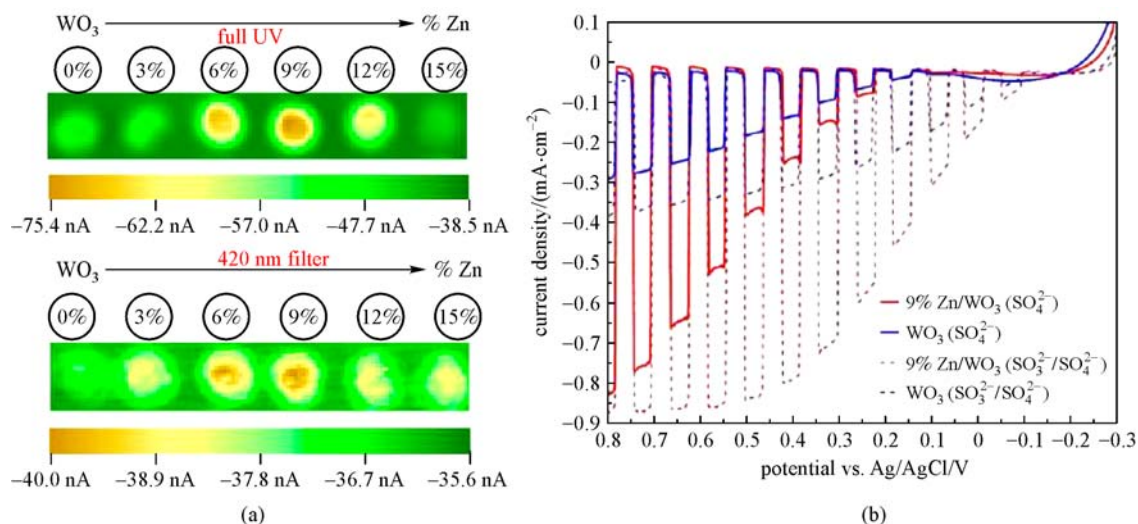 WO₃ % Zn
full UV
0% 3% 6% 9% 12% 15%
−75.4 nA −62.2 nA −57.0 nA −47.7 nA −38.5 nA
WO₃ 420 nm filter % Zn
0% 3% 6% 9% 12% 15%
−40.0 nA −38.9 nA −37.8 nA −36.7 nA −35.6 nA
(a)
current density/(mA·cm⁻²)
0.1
0
−0.1
−0.2
−0.3
−0.4
−0.5
−0.6
−0.7
−0.8
−0.9
9% Zn/WO₃ (SO₄²⁻)
WO₃ (SO₄²⁻)
9% Zn/WO₃ (SO₃²⁻/SO₄²⁻)
WO₃ (SO₃²⁻/SO₄²⁻)
0.8 0.7 0.6 0.5 0.4 0.3 0.2 0.1 0 −0.1 −0.2 −0.3
potential vs. Ag/AgCl/V
(b)